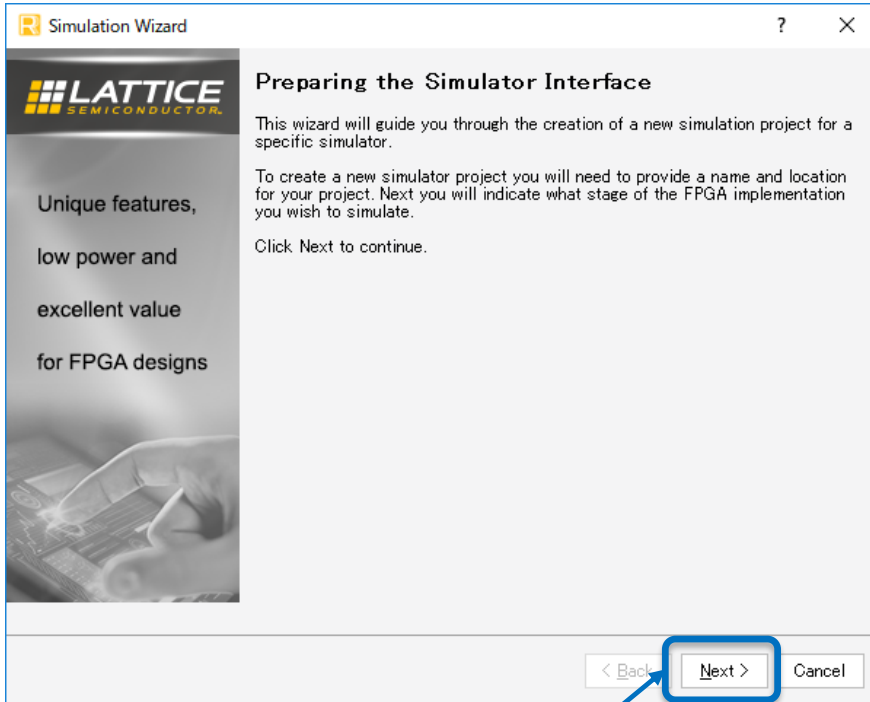 Simulation Wizard
?
LATTICE
SEMICONDUCTOR.
Unique features,
low power and
excellent value
for FPGA designs
Preparing the Simulator Interface
This wizard will guide you through the creation of a new simulation project for a
specific simulator.
To create a new simulator project you will need to provide a name and location
for your project. Next you will indicate what stage of the FPGA implementation
you wish to simulate.
Click Next to continue.
< Back
Next >
Cancel